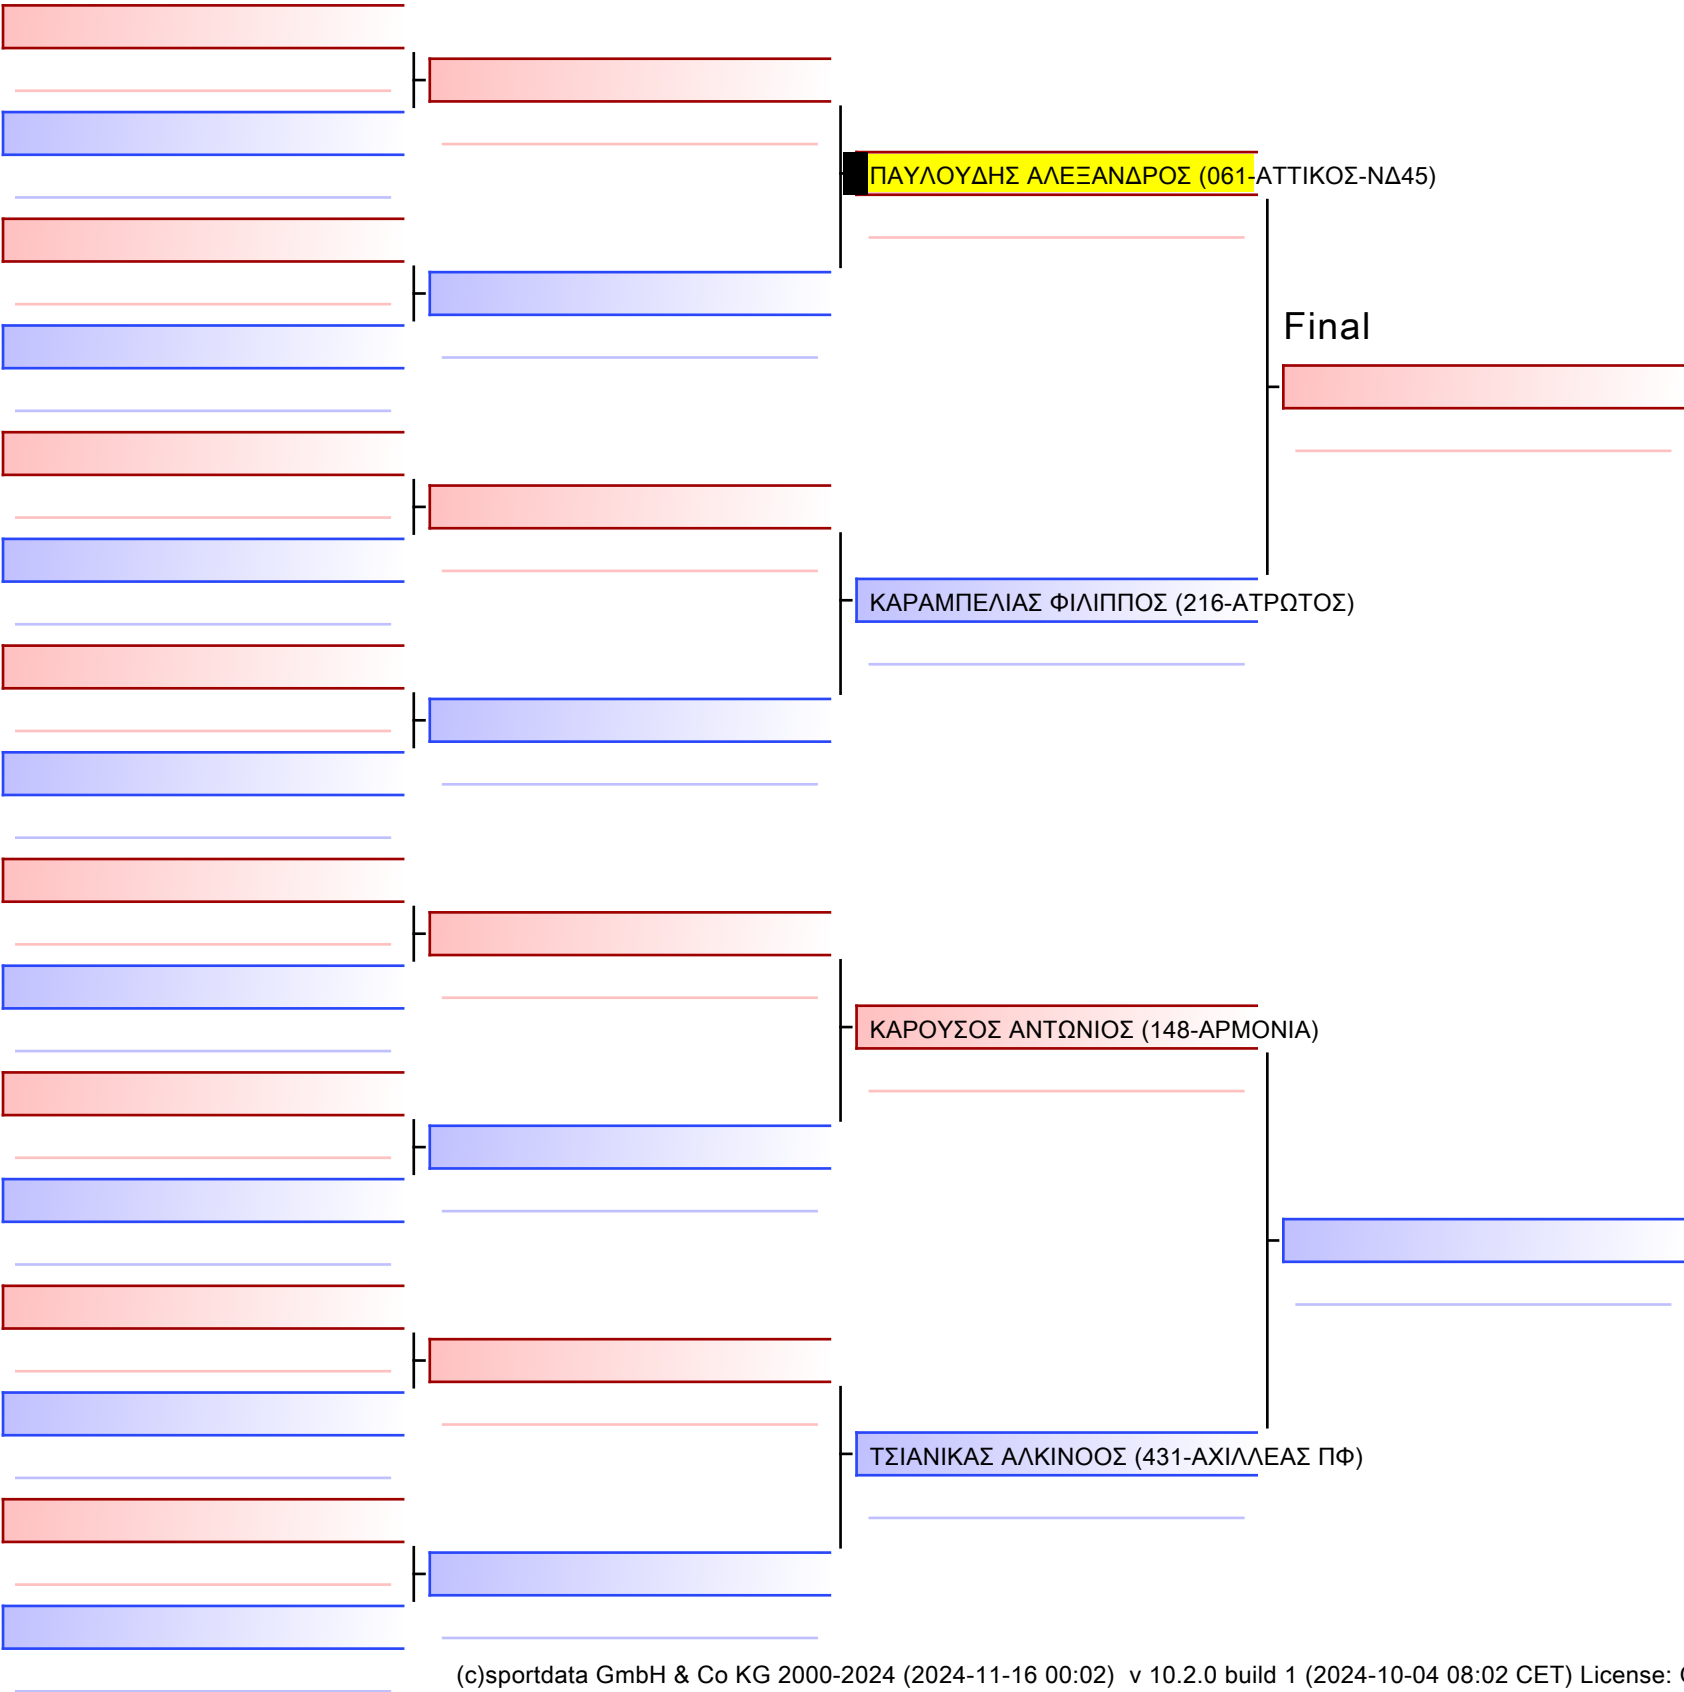 ΠΑΥΛΟΥΔΗΣ ΑΛΕΞΑΝΔΡΟΣ (061-ΑΤΤΙΚΟΣ-ΝΔ45)
Final
ΚΑΡΑΜΠΕΛΙΑΣ ΦΙΛΙΠΠΟΣ (216-ΑΤΡΩΤΟΣ)
ΚΑΡΟΥΣΟΣ ΑΝΤΩΝΙΟΣ (148-ΑΡΜΟΝΙΑ)
ΤΣΙΑΝΙΚΑΣ ΑΛΚΙΝΟΟΣ (431-ΑΧΙΛΛΕΑΣ ΠΦ)
(c)sportdata GmbH & Co KG 2000-2024 (2024-11-16 00:02) v 10.2.0 build 1 (2024-10-04 08:02 CET) License: